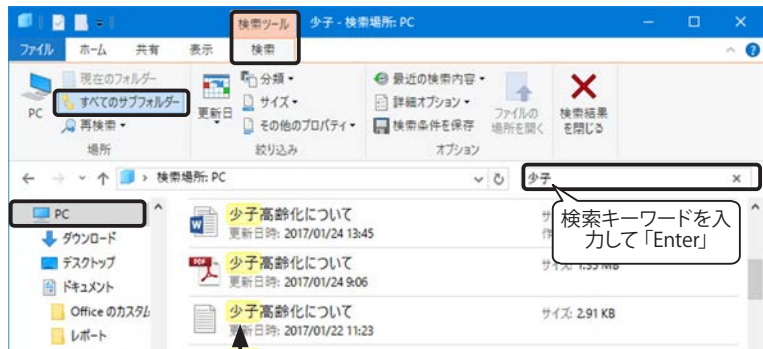 検索ツール 少子 - 検索場所: PC
ファイル ホーム 共有 表示 検索
現在のフォルダー
すべてのサブフォルダー
再検索
PC
場所
更新日
分類
サイズ
その他のプロパティ
絞り込み
最近の検索内容
詳細オプション
検索条件を保存
ファイルの
場所を開く
オプション
検索結果
を閉じる
検索場所: PC
少子
検索キーワードを入
力して「Enter」
PC
ダウンロード
デスクトップ
ドキュメント
Office のカスタム
レポート
少子高齢化について
更新日時: 2017/01/24 13:45
少子高齢化について
更新日時: 2017/01/24 9:06
サイズ: 1.35 MB
少子高齢化について
更新日時: 2017/01/22 11:23
サイズ: 2.91 KB